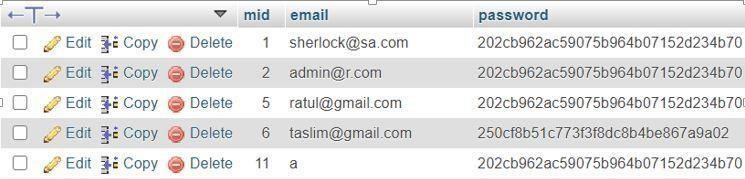 mid email password
Edit Copy Delete 1 sherlock@sa.com 202cb962ac59075b964b07152d234b70
Edit Copy Delete 2 admin@r.com 202cb962ac59075b964b07152d234b70
Edit Copy Delete 5 ratul@gmail.com 202cb962ac59075b964b07152d234b70
Edit Copy Delete 6 taslim@gmail.com 250cf8b51c773f3f8dc8b4be867a9a02
Edit Copy Delete 11 a 202cb962ac59075b964b07152d234b70